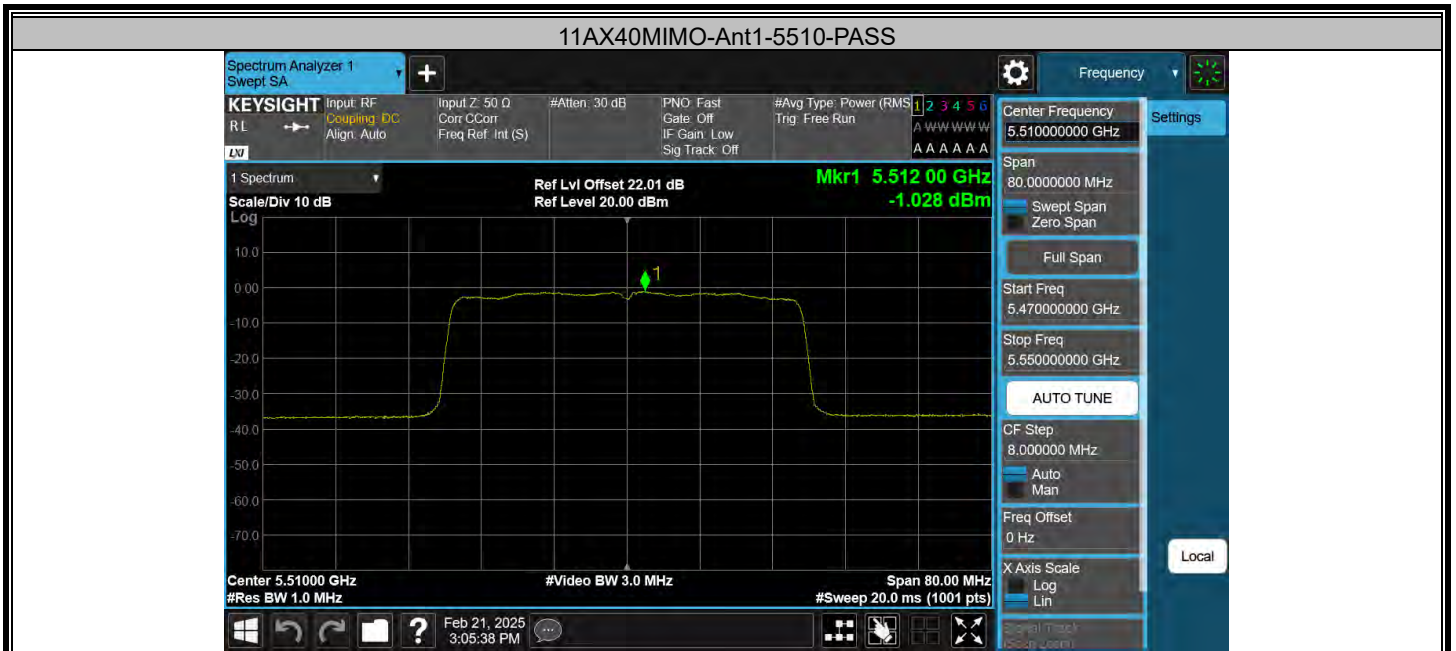 11AX40MIMO-Ant1-5510-PASS
Spectrum Analyzer 1
Swept SA
Frequency
KEYSIGHT
RL
LXI
Input: RF
Coupling: DC
Align: Auto
Input Z: 50 Ω
Corr CCorr
Freq Ref: Int (S)
#Atten: 30 dB
PNO: Fast
Gate: Off
IF Gain: Low
Sig Track: Off
#Avg Type: Power (RMS
Trig: Free Run
1 2 3 4 5 6
A W W W W W
A A A A A A
1 Spectrum
Scale/Div 10 dB
Log
Ref Lvl Offset 22.01 dB
Ref Level 20.00 dBm
Mkr1 5.512 00 GHz
-1.028 dBm
1
10.0
0.00
-10.0
-20.0
-30.0
-40.0
-50.0
-60.0
-70.0
Center 5.51000 GHz
#Res BW 1.0 MHz
#Video BW 3.0 MHz
Span 80.00 MHz
#Sweep 20.0 ms (1001 pts)
Feb 21, 2025
3:05:38 PM
Center Frequency
5.510000000 GHz
Span
80.0000000 MHz
Swept Span
Zero Span
Full Span
Start Freq
5.470000000 GHz
Stop Freq
5.550000000 GHz
AUTO TUNE
CF Step
8.000000 MHz
Auto
Man
Freq Offset
0 Hz
X Axis Scale
Log
Lin
Signal Track
(Span Zoom)
Settings
Local